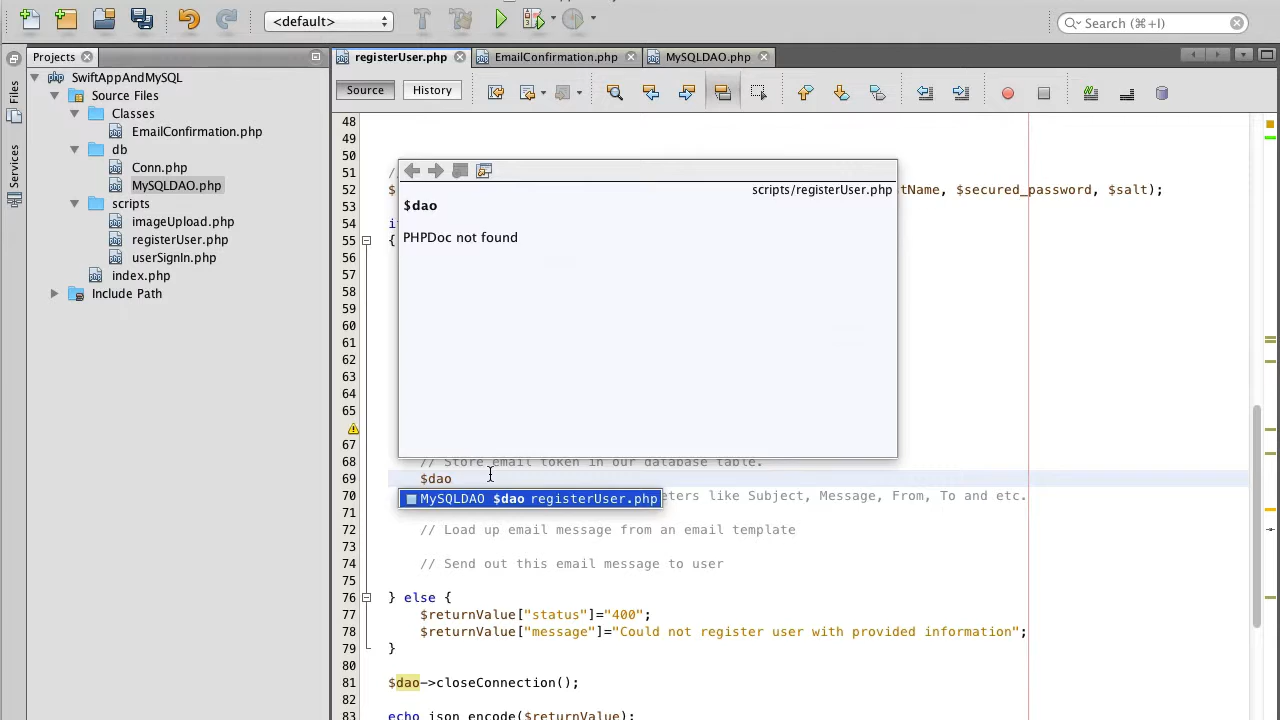 <default>
Search (⌘+I)
Projects
registerUser.php
EmailConfirmation.php
MySQLDAO.php
Files
Services
SwiftAppAndMySQL
Source Files
Classes
EmailConfirmation.php
db
Conn.php
MySQLDAO.php
scripts
imageUpload.php
registerUser.php
userSignIn.php
index.php
Include Path
Source
History
48
49
50
51 /
52 $ tName, $secured_password, $salt);
53
54 i
55 {
56
57
58
59
60
61
62
63
64
65
scripts/registerUser.php
$dao
PHPDoc not found
67
68 // Store email token in our database table.
69 $dao
MySQLDAO $dao registerUser.php
70 eters like Subject, Message, From, To and etc.
71
72 // Load up email message from an email template
73
74 // Send out this email message to user
75
76 } else {
77 $returnValue["status"]="400";
78 $returnValue["message"]="Could not register user with provided information";
79 }
80
81 $dao->closeConnection();
82
83 echo json_encode($returnValue);